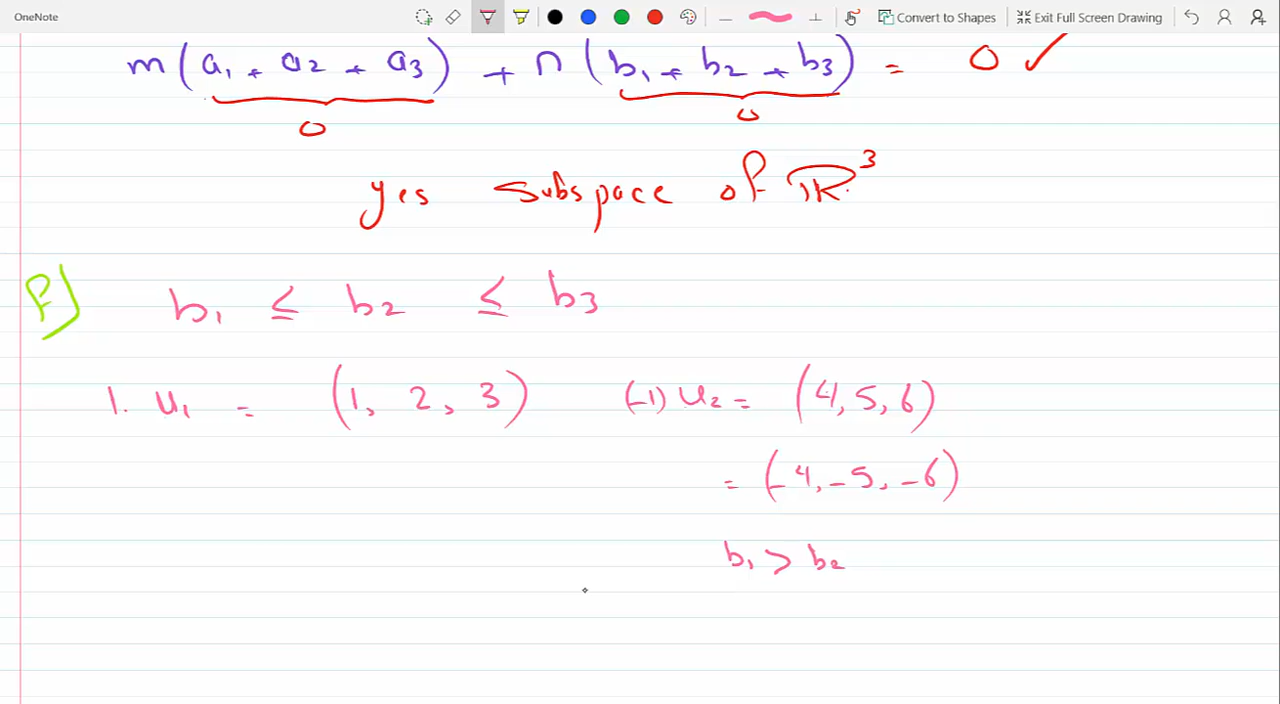 OneNote
Convert to Shapes
Exit Full Screen Drawing
m(a₁ + a₂ + a₃) + n(b₁ + b₂ + b₃) = 0 ✓
0 0
yes subspace of ℝ³
F) b₁ ≤ b₂ ≤ b₃
1. u₁ = (1, 2, 3) (-1) u₂ = (4, 5, 6)
= (-4, -5, -6)
b₁ > b₂